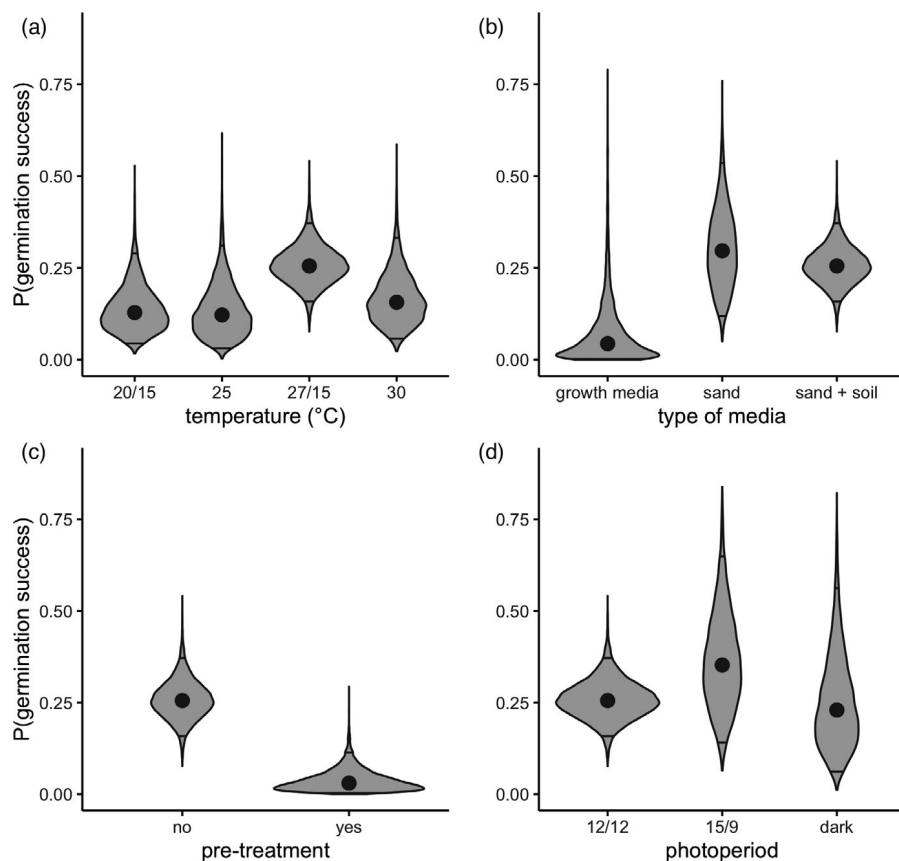 (a)
P(germination success)
0.75
0.50
0.25
0.00
20/15 25 27/15 30
temperature (°C)
(b)
0.75
0.50
0.25
0.00
growth media sand sand + soil
type of media
(c)
P(germination success)
0.75
0.50
0.25
0.00
no yes
pre-treatment
(d)
0.75
0.50
0.25
0.00
12/12 15/9 dark
photoperiod